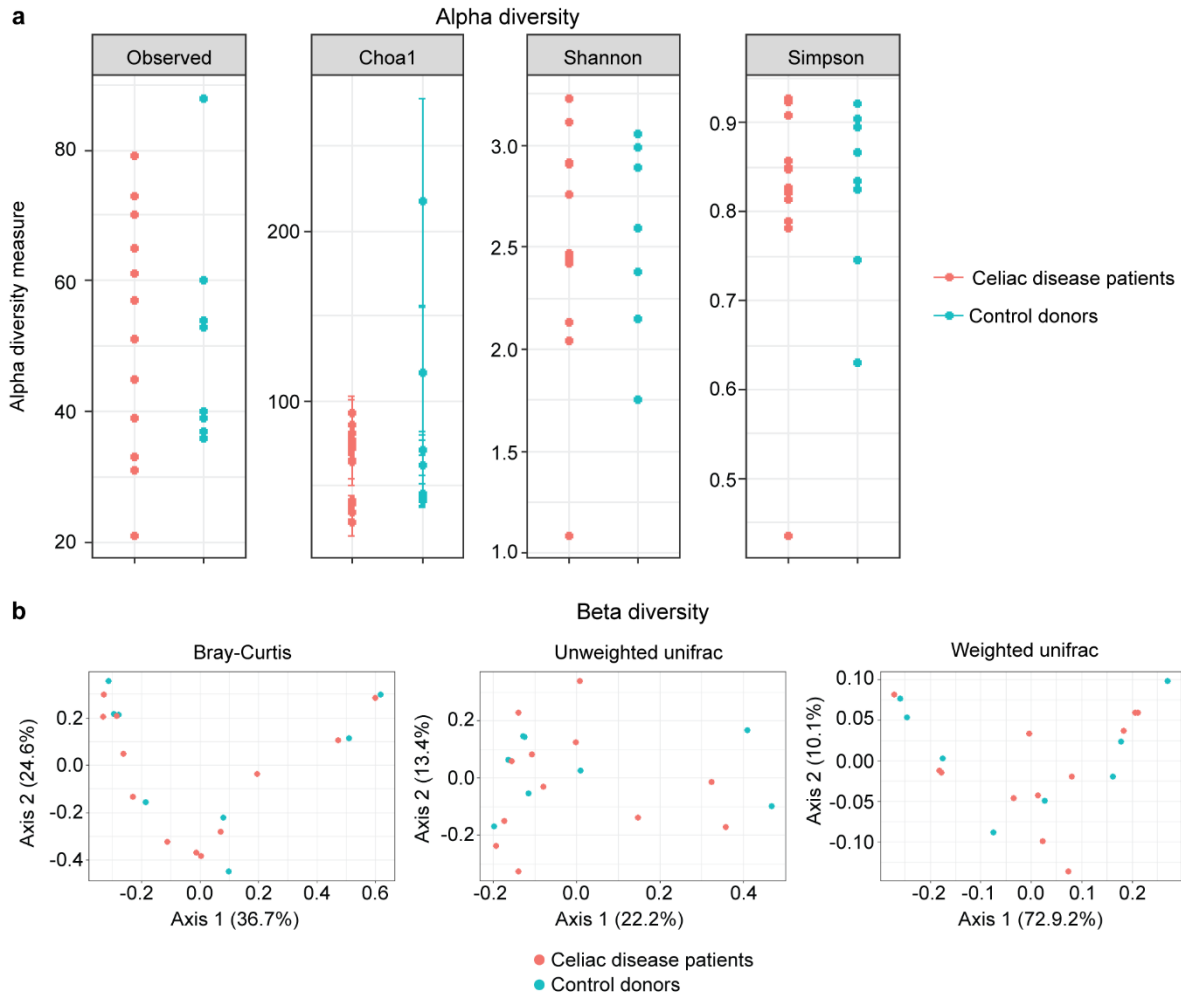 a
Alpha diversity
Observed
Choa1
Shannon
Simpson
Alpha diversity measure
80
60
40
20
200
100
3.0
2.5
2.0
1.5
1.0
0.9
0.8
0.7
0.6
0.5
Celiac disease patients
Control donors
b
Beta diversity
Bray-Curtis
Axis 2 (24.6%)
0.2
0.0
-0.2
-0.4
-0.2 0.0 0.2 0.4 0.6
Axis 1 (36.7%)
Unweighted unifrac
Axis 2 (13.4%)
0.2
0.0
-0.2
-0.2 0.0 0.2 0.4
Axis 1 (22.2%)
Weighted unifrac
Axis 2 (10.1%)
0.10
0.05
0.00
-0.05
-0.10
-0.2 -0.1 0.0 0.1 0.2
Axis 1 (72.9.2%)
Celiac disease patients
Control donors